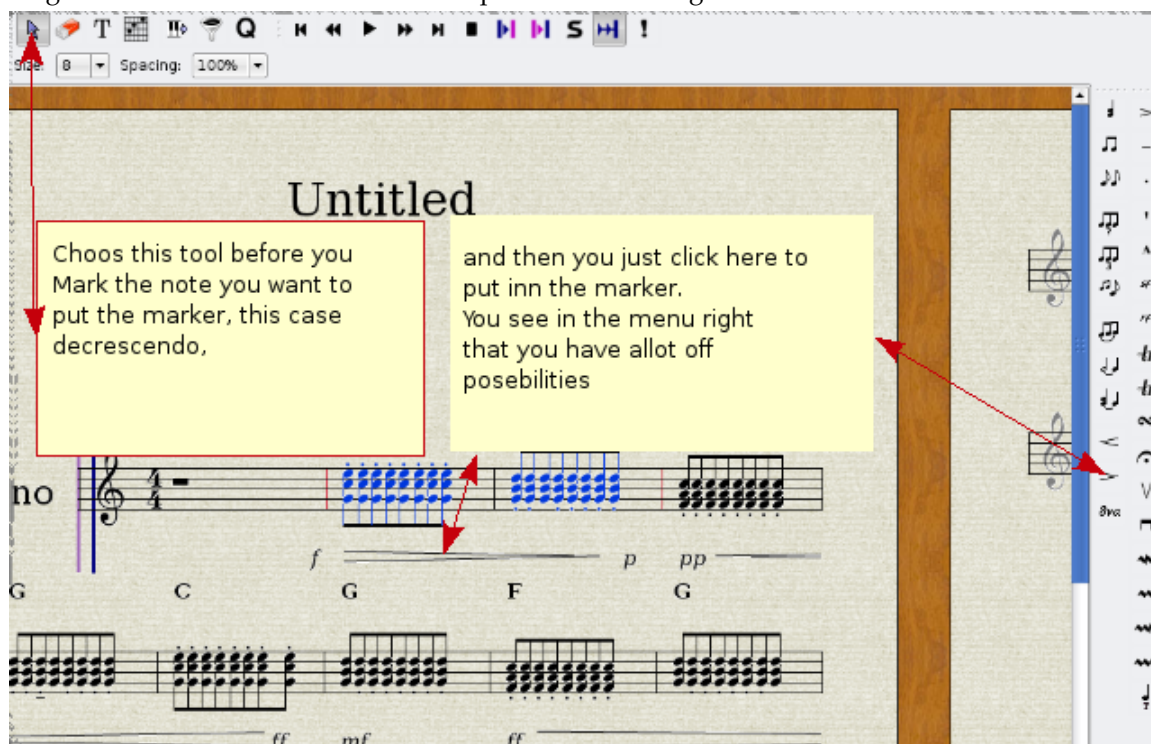 T Q S !
Size: 8 Spacing: 100%
Untitled
Choos this tool before you
Mark the note you want to
put the marker, this case
decrescendo,
and then you just click here to
put inn the marker.
You see in the menu right
that you have allot off
posebilities
no
8va
f p pp
G C G F G
ff mf ff